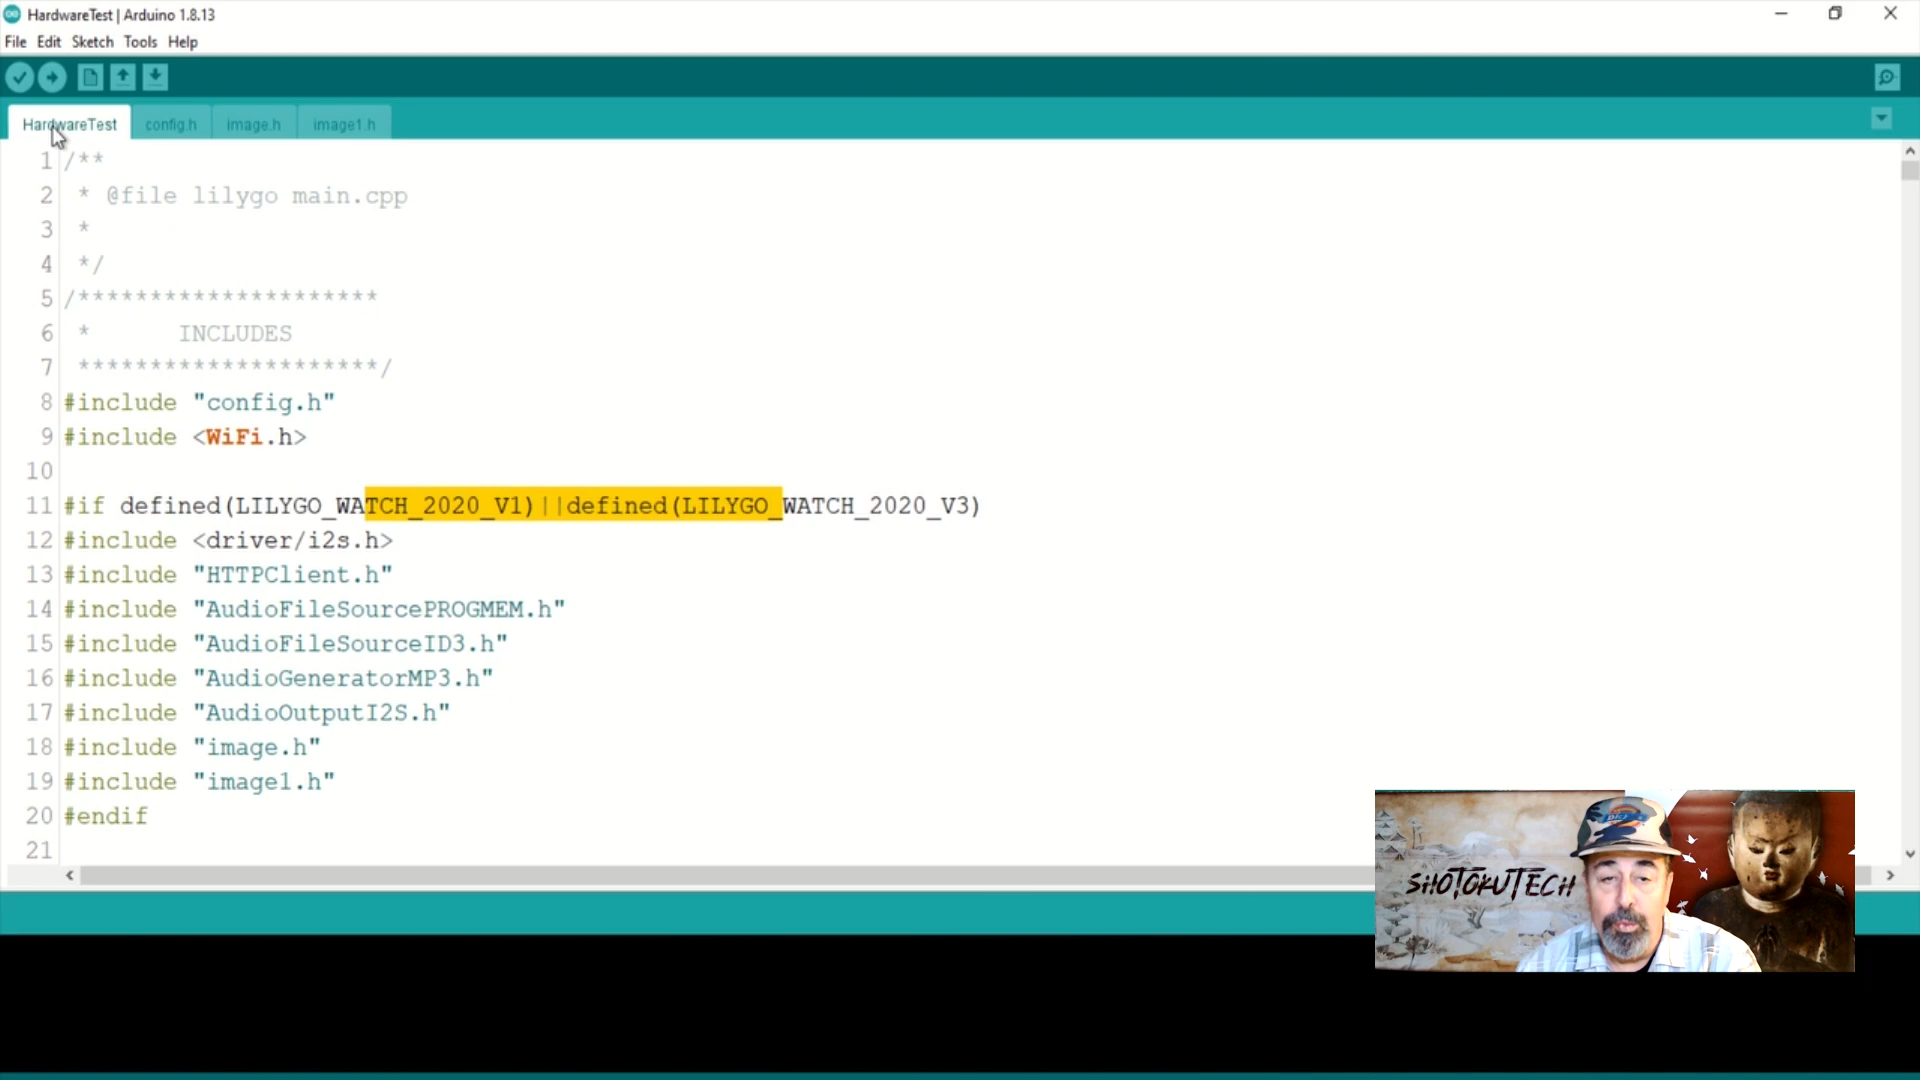 HardwareTest | Arduino 1.8.13
File Edit Sketch Tools Help
HardwareTest config.h image.h image1.h
1 /**
2 * @file lilygo main.cpp
3 *
4 */
5 /*********************
6 * INCLUDES
7 *********************/
8 #include "config.h"
9 #include <WiFi.h>
10
11 #if defined(LILYGO_WATCH_2020_V1)||defined(LILYGO_WATCH_2020_V3)
12 #include <driver/i2s.h>
13 #include "HTTPClient.h"
14 #include "AudioFileSourcePROGMEM.h"
15 #include "AudioFileSourceID3.h"
16 #include "AudioGeneratorMP3.h"
17 #include "AudioOutputI2S.h"
18 #include "image.h"
19 #include "image1.h"
20 #endif
21
SHOTOKUTECH